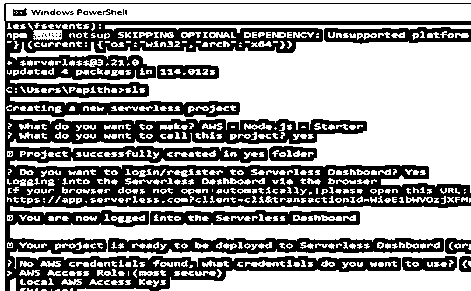 Windows PowerShell
les\fsevents):
npm notsup SKIPPING OPTIONAL DEPENDENCY: Unsupported platform
"} (current: {"os":"win32","arch":"x64"})
+ serverless@3.21.0
updated 4 packages in 114.012s
C:\Users\Papitha>sls
Creating a new serverless project
? What do you want to make? AWS - Node.js - Starter
? What do you want to call this project? yes
Project successfully created in yes folder
? Do you want to login/register to Serverless Dashboard? Yes
Logging into the Serverless Dashboard via the browser
If your browser does not open automatically, please open this URL:
https://app.serverless.com?client=cli&transactionId=
You are now logged into the Serverless Dashboard
Your project is ready to be deployed to Serverless Dashboard (or
? No AWS credentials found, what credentials do you want to use?
> AWS Access Role (most secure)
Local AWS Access Keys